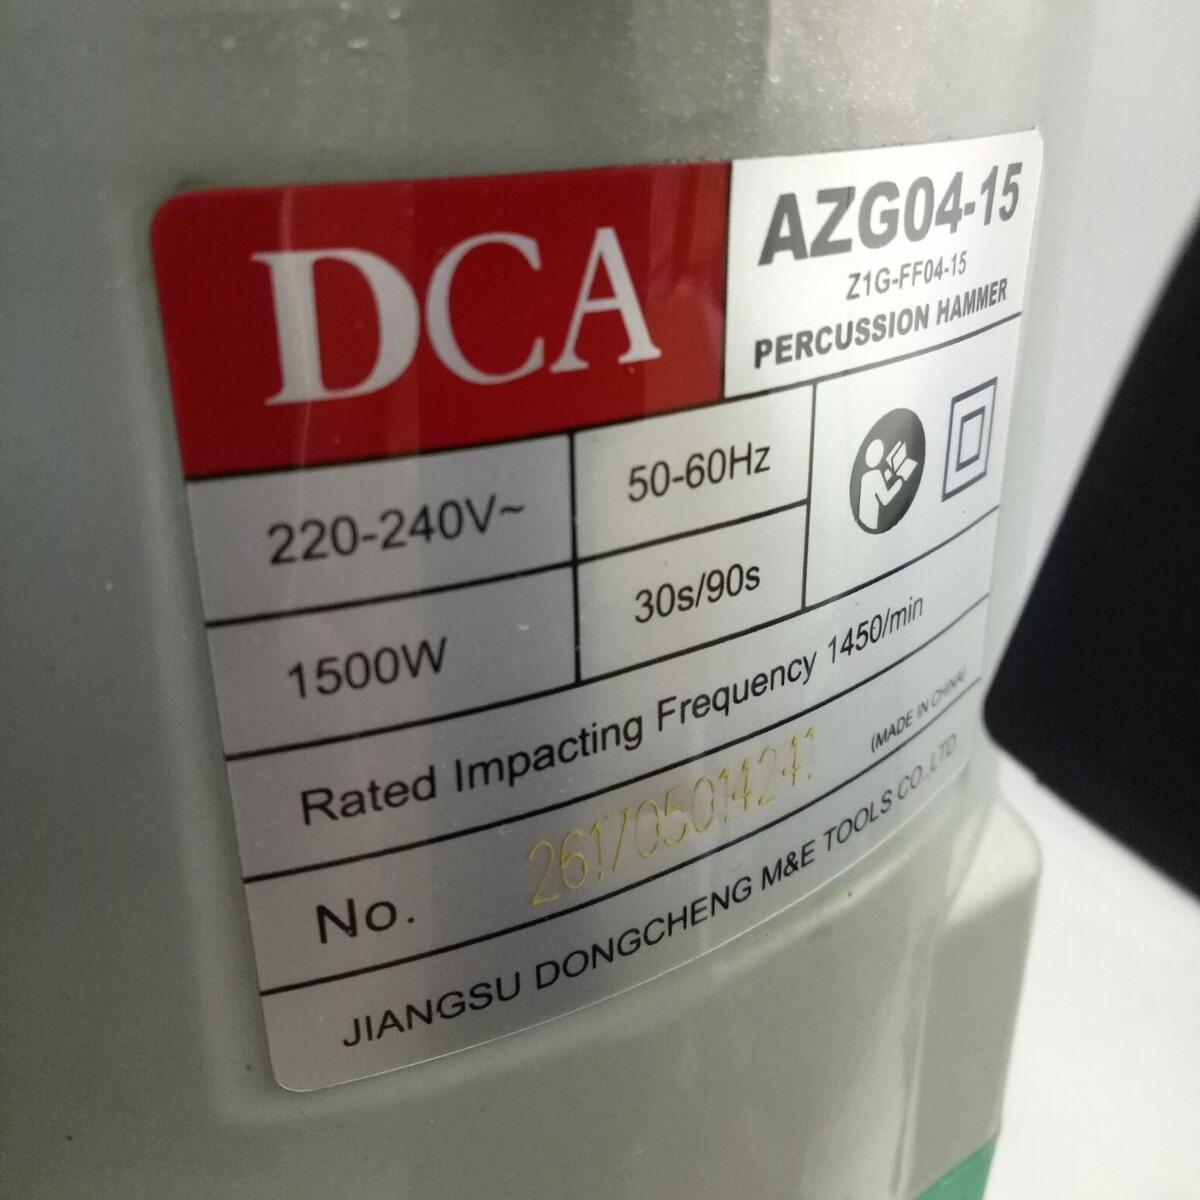 DCA
AZG04-15
Z1G-FF04-15
PERCUSSION HAMMER
220-240V~
50-60Hz
1500W
30s/90s
Rated Impacting Frequency 1450/min
No. 261705014241
(MADE IN CHINA)
JIANGSU DONGCHENG M&E TOOLS CO.,LTD.